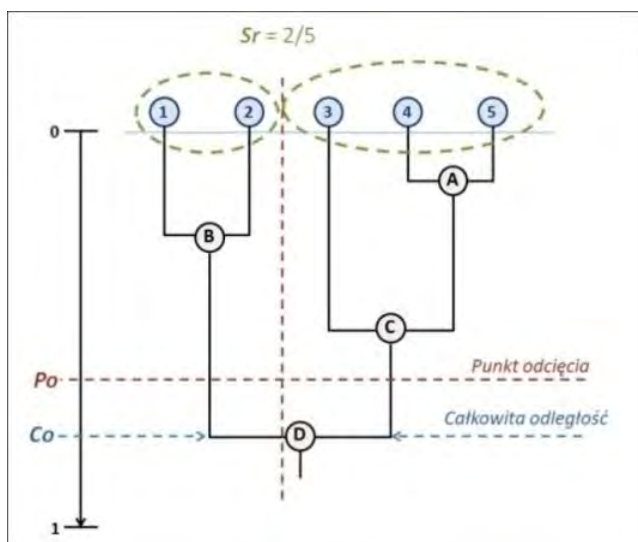 Sr = 2/5
1 2 3 4 5
0
A
B
C
Punkt odcięcia
Po
Całkowita odległość
Co
D
1